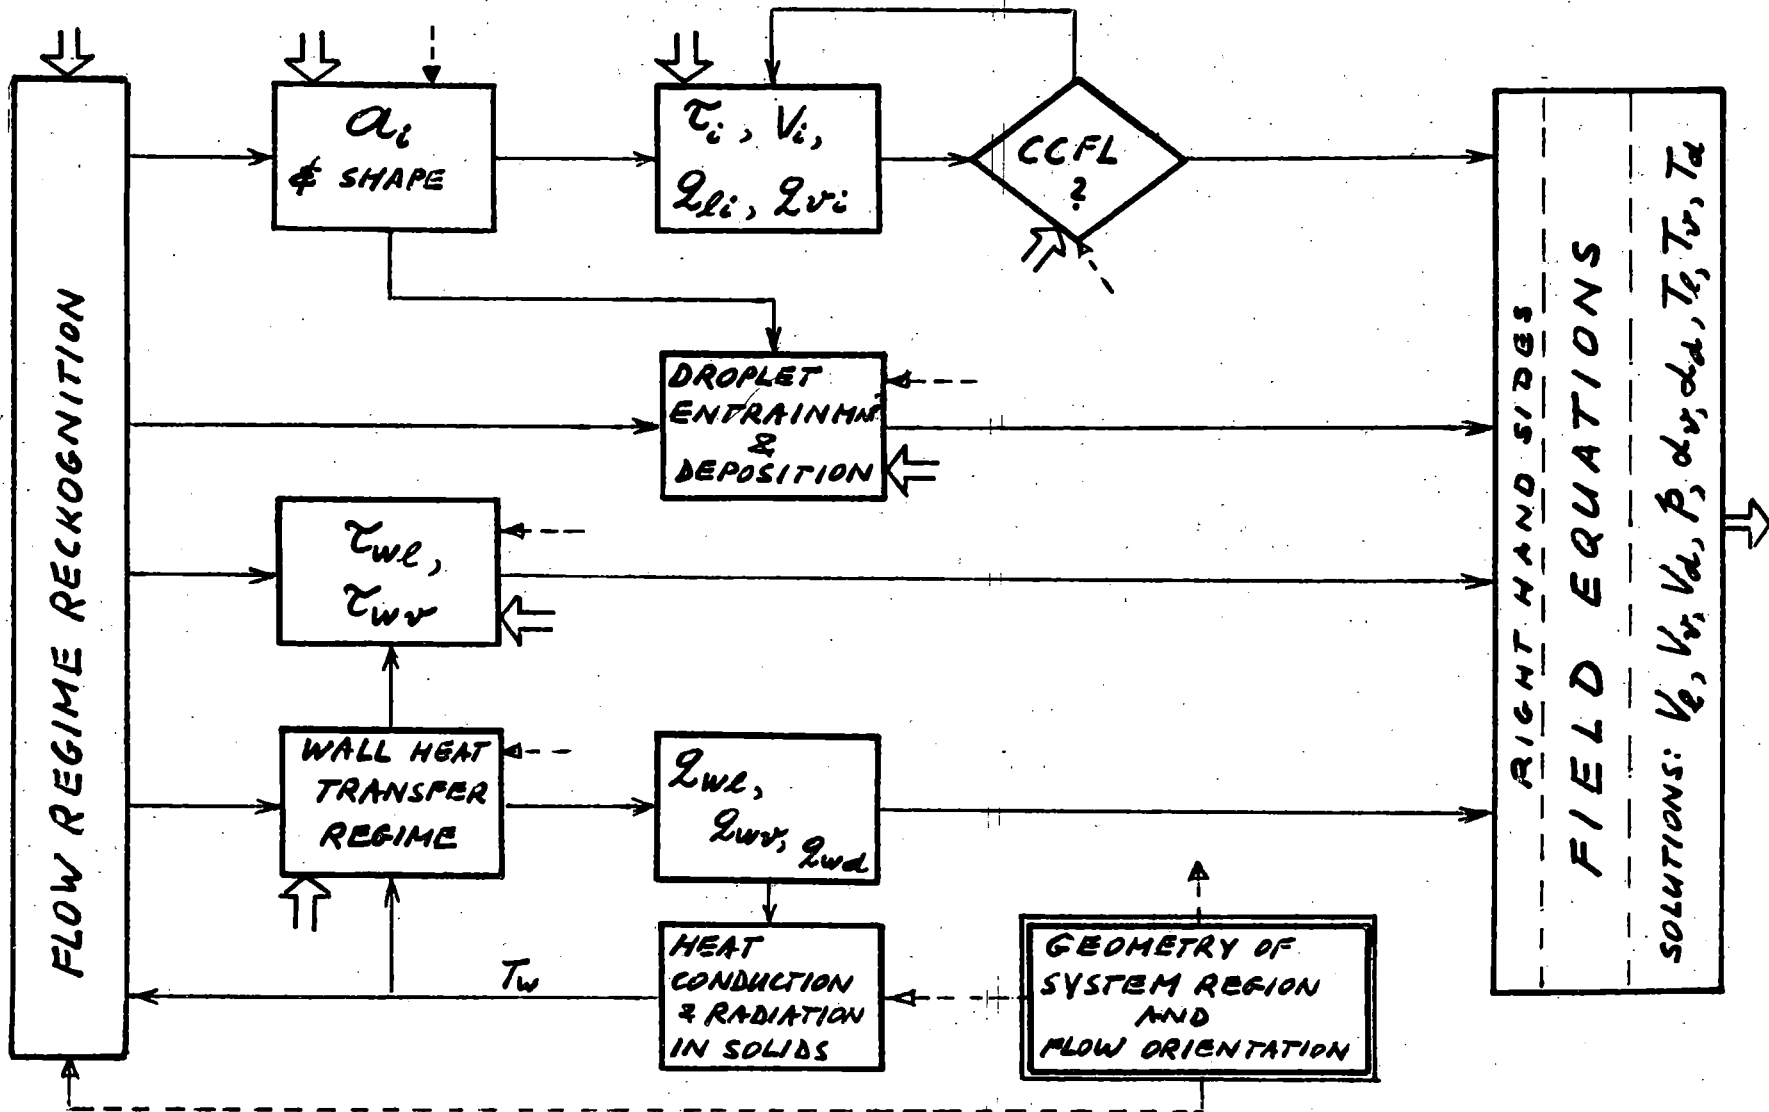 FLOW REGIME RECKOGNITION
a_i
& SHAPE
τ_i, V_i,
q_ℓi, q_vi
CCFL
?
DROPLET
ENTRAINMNT
&
DEPOSITION
τ_wℓ,
τ_wv
WALL HEAT
TRANSFER
REGIME
q_wℓ,
q_wv, q_wd
T_w
HEAT
CONDUCTION
& RADIATION
IN SOLIDS
GEOMETRY OF
SYSTEM REGION
AND
FLOW ORIENTATION
RIGHT HAND SIDES
FIELD EQUATIONS
SOLUTIONS: V_ℓ, V_v, V_d, p, α_v, α_d, T_ℓ, T_v, T_d